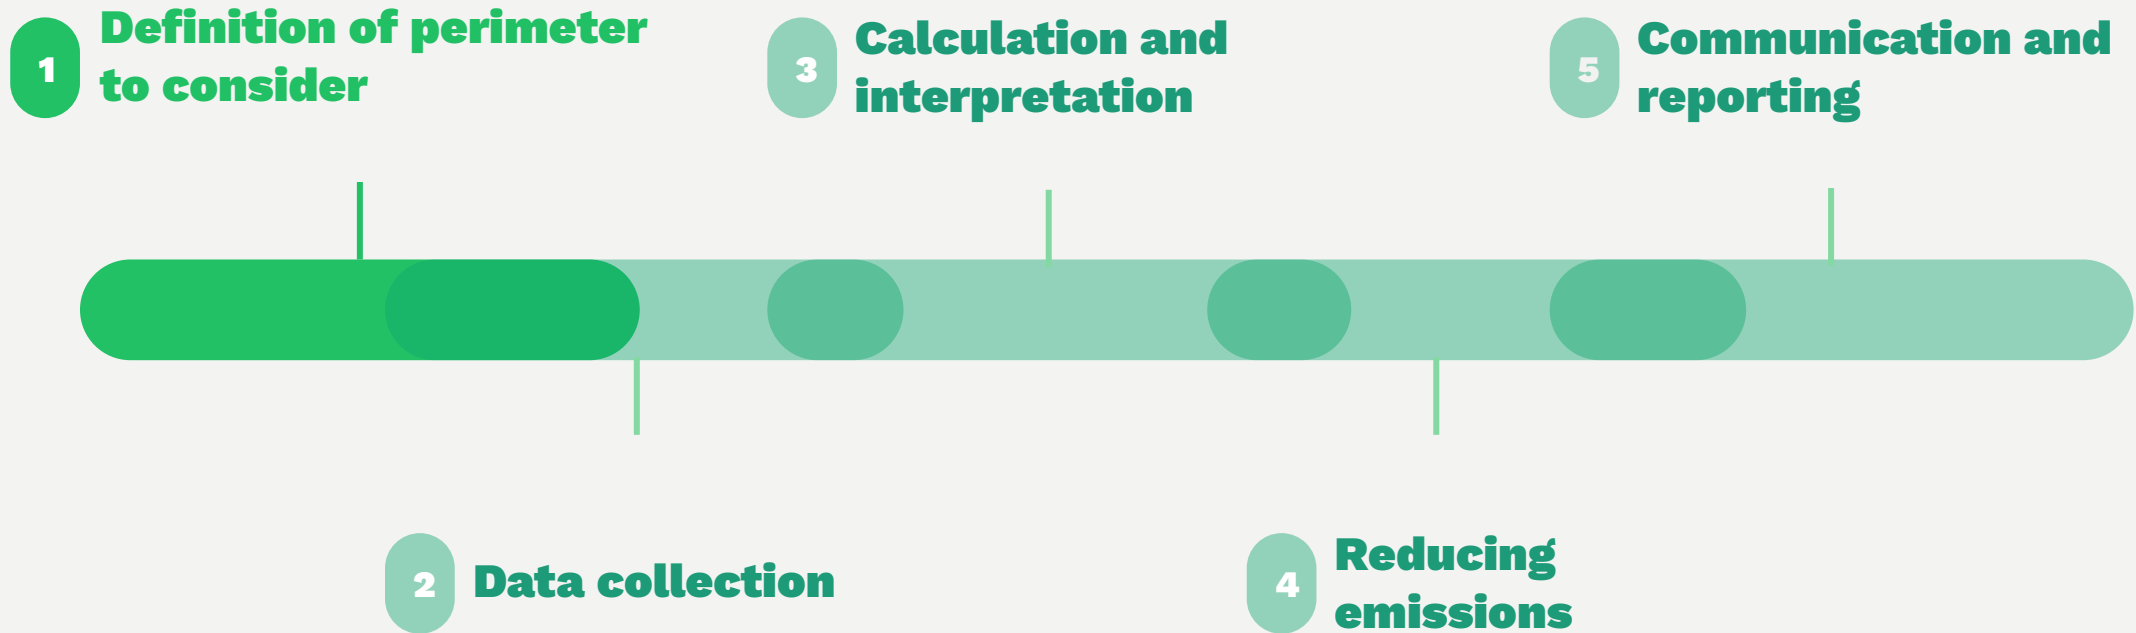 1
Definition of perimeter
to consider
3
Calculation and
interpretation
5
Communication and
reporting
2
Data collection
4
Reducing
emissions